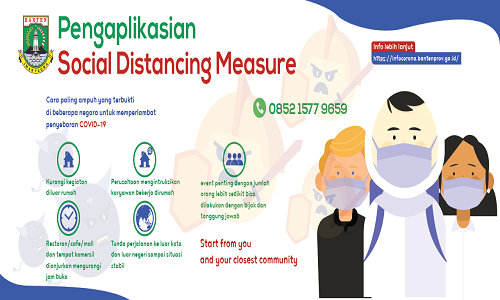 BANTEN
Pengaplikasian
Social Distancing Measure
Info lebih lanjut
https://infocorona.bantenprov.go.id/
Cara paling ampuh yang terbukti
di beberapa negara untuk memperlambat
penyebaran COVID-19
0852 1577 9659
Kurangi kegiatan
diluar rumah
Perusahaan menginstruksikan
karyawan bekerja dirumah
event penting dengan jumlah
orang lebih sedikit bisa
dilakukan dengan bijak dan
tanggung jawab
Restoran/cafe/mall
dan tempat komersil
dianjurkan mengurangi
jam buka
Tunda perjalanan ke luar kota
dan luar negeri sampai situasi
stabil
Start from you
and your closest community